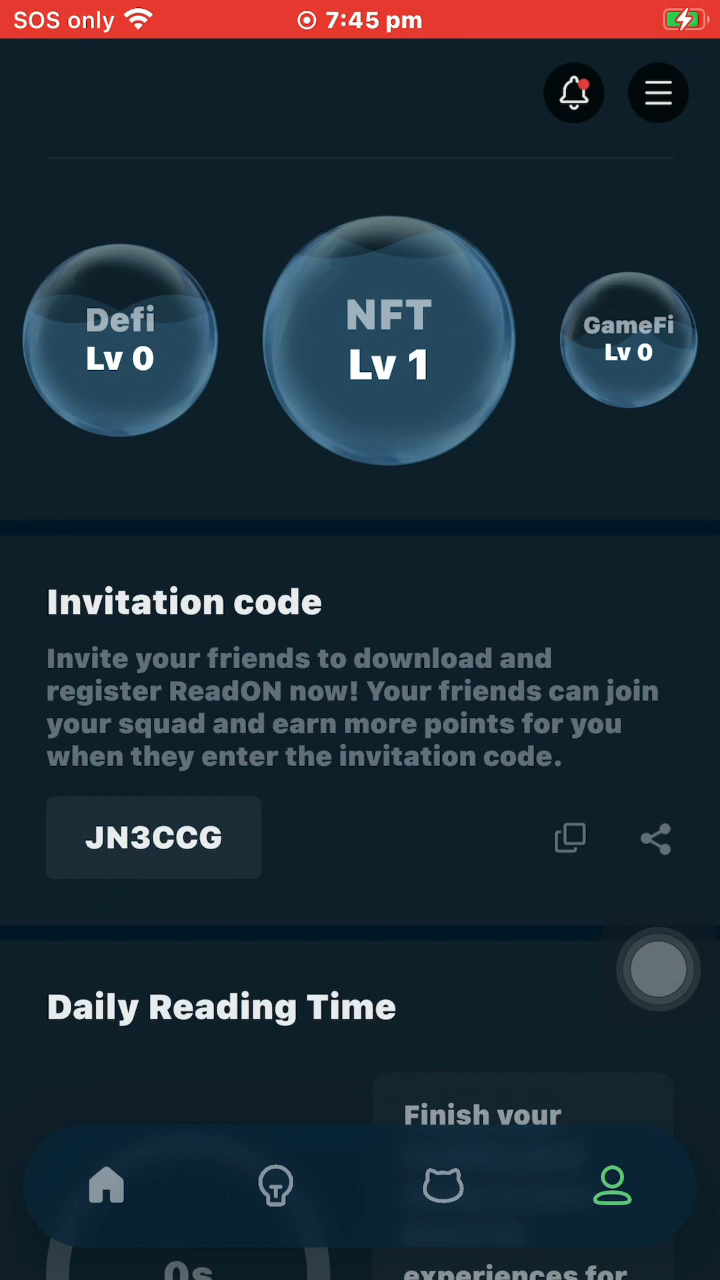 SOS only 7:45 pm
Defi
Lv 0
NFT
Lv 1
GameFi
Lv 0
Invitation code
Invite your friends to download and
register ReadON now! Your friends can join
your squad and earn more points for you
when they enter the invitation code.
JN3CCG
Daily Reading Time
Finish your
0s
experiences for